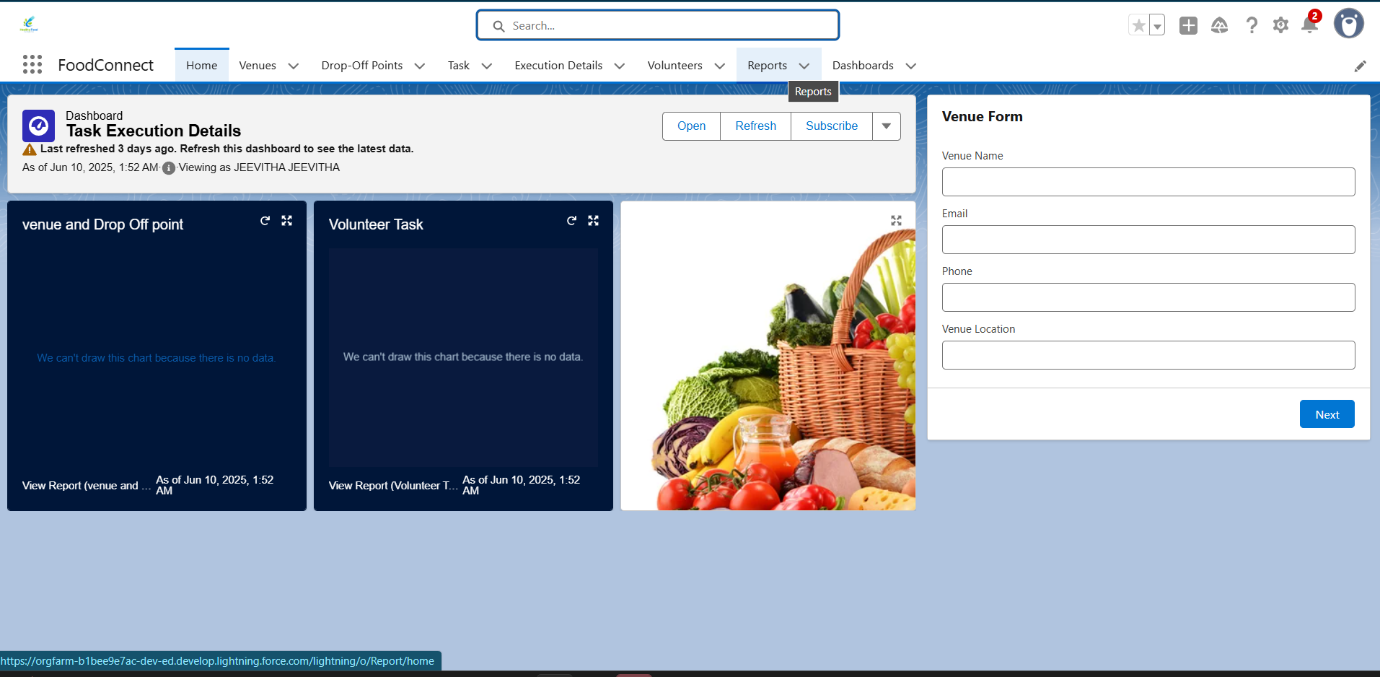 Search...
2
FoodConnect
Home
Venues
Drop-Off Points
Task
Execution Details
Volunteers
Reports
Dashboards
Reports
Dashboard
Task Execution Details
Last refreshed 3 days ago. Refresh this dashboard to see the latest data.
As of Jun 10, 2025, 1:52 AM Viewing as JEEVITHA JEEVITHA
Open
Refresh
Subscribe
venue and Drop Off point
We can't draw this chart because there is no data.
View Report (venue and ...
As of Jun 10, 2025, 1:52
AM
Volunteer Task
We can't draw this chart because there is no data.
View Report (Volunteer T...
As of Jun 10, 2025, 1:52
AM
Venue Form
Venue Name
Email
Phone
Venue Location
Next
https://orgfarm-b1bee9e7ac-dev-ed.develop.lightning.force.com/lightning/o/Report/home